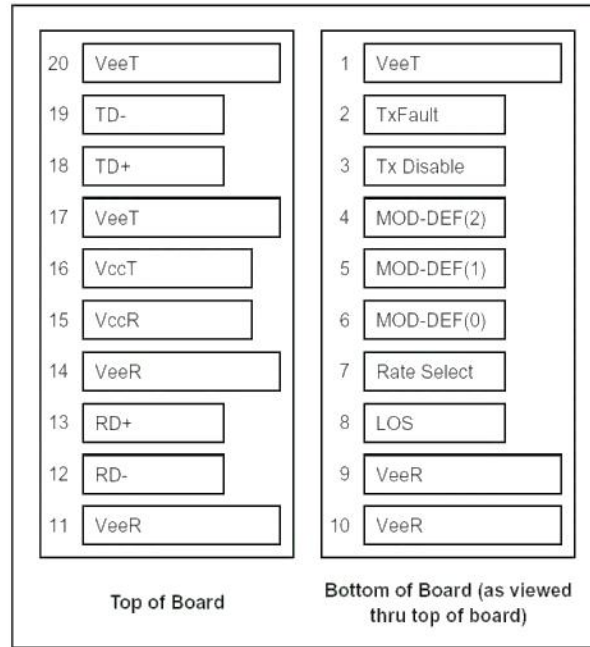 20 VeeT
19 TD-
18 TD+
17 VeeT
16 VccT
15 VccR
14 VeeR
13 RD+
12 RD-
11 VeeR
Top of Board
1 VeeT
2 TxFault
3 Tx Disable
4 MOD-DEF(2)
5 MOD-DEF(1)
6 MOD-DEF(0)
7 Rate Select
8 LOS
9 VeeR
10 VeeR
Bottom of Board (as viewed
thru top of board)